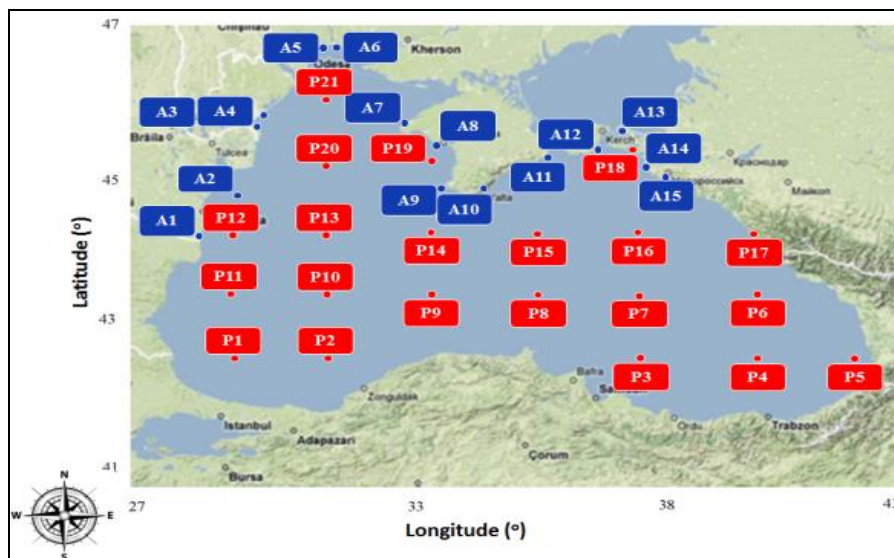 47
Chişinău
A5
A6
Kherson
Odesa
P21
A3
A4
A7
A8
Brăila
Tulcea
P19
A12
A13
Kerch
A14
P18
Краснодар
45
P20
A2
A11
Новороссийск
Майкоп
A9
A10
Yalta
A15
A1
P12
P13
P14
P15
P16
P17
Latitude (º)
P11
P10
P9
P8
P7
P6
43
P1
P2
P3
P4
P5
Bafra
Zonguldak
Istanbul
Adapazari
Ordu
Trabzon
Çorum
41
Bursa
N
W
E
S
27
33
38
Longitude (º)